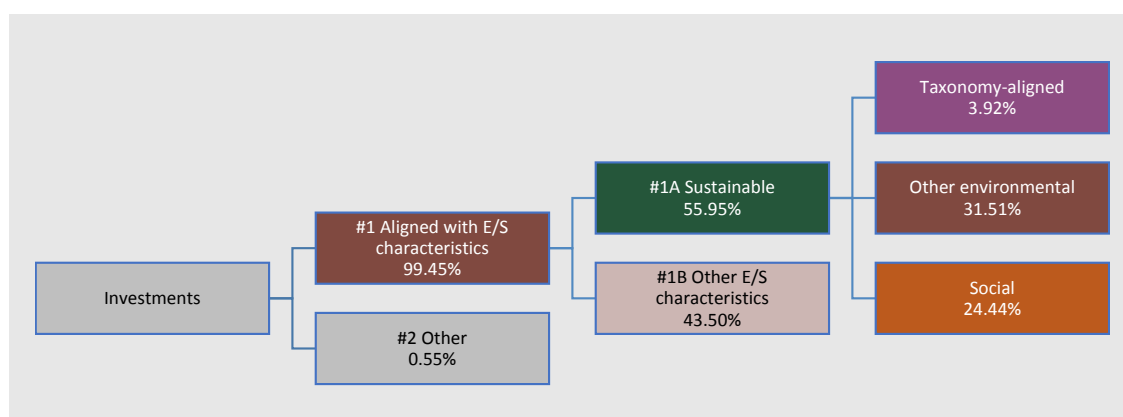 Investments
#1 Aligned with E/S
characteristics
99.45%
#2 Other
0.55%
#1A Sustainable
55.95%
#1B Other E/S
characteristics
43.50%
Taxonomy-aligned
3.92%
Other environmental
31.51%
Social
24.44%